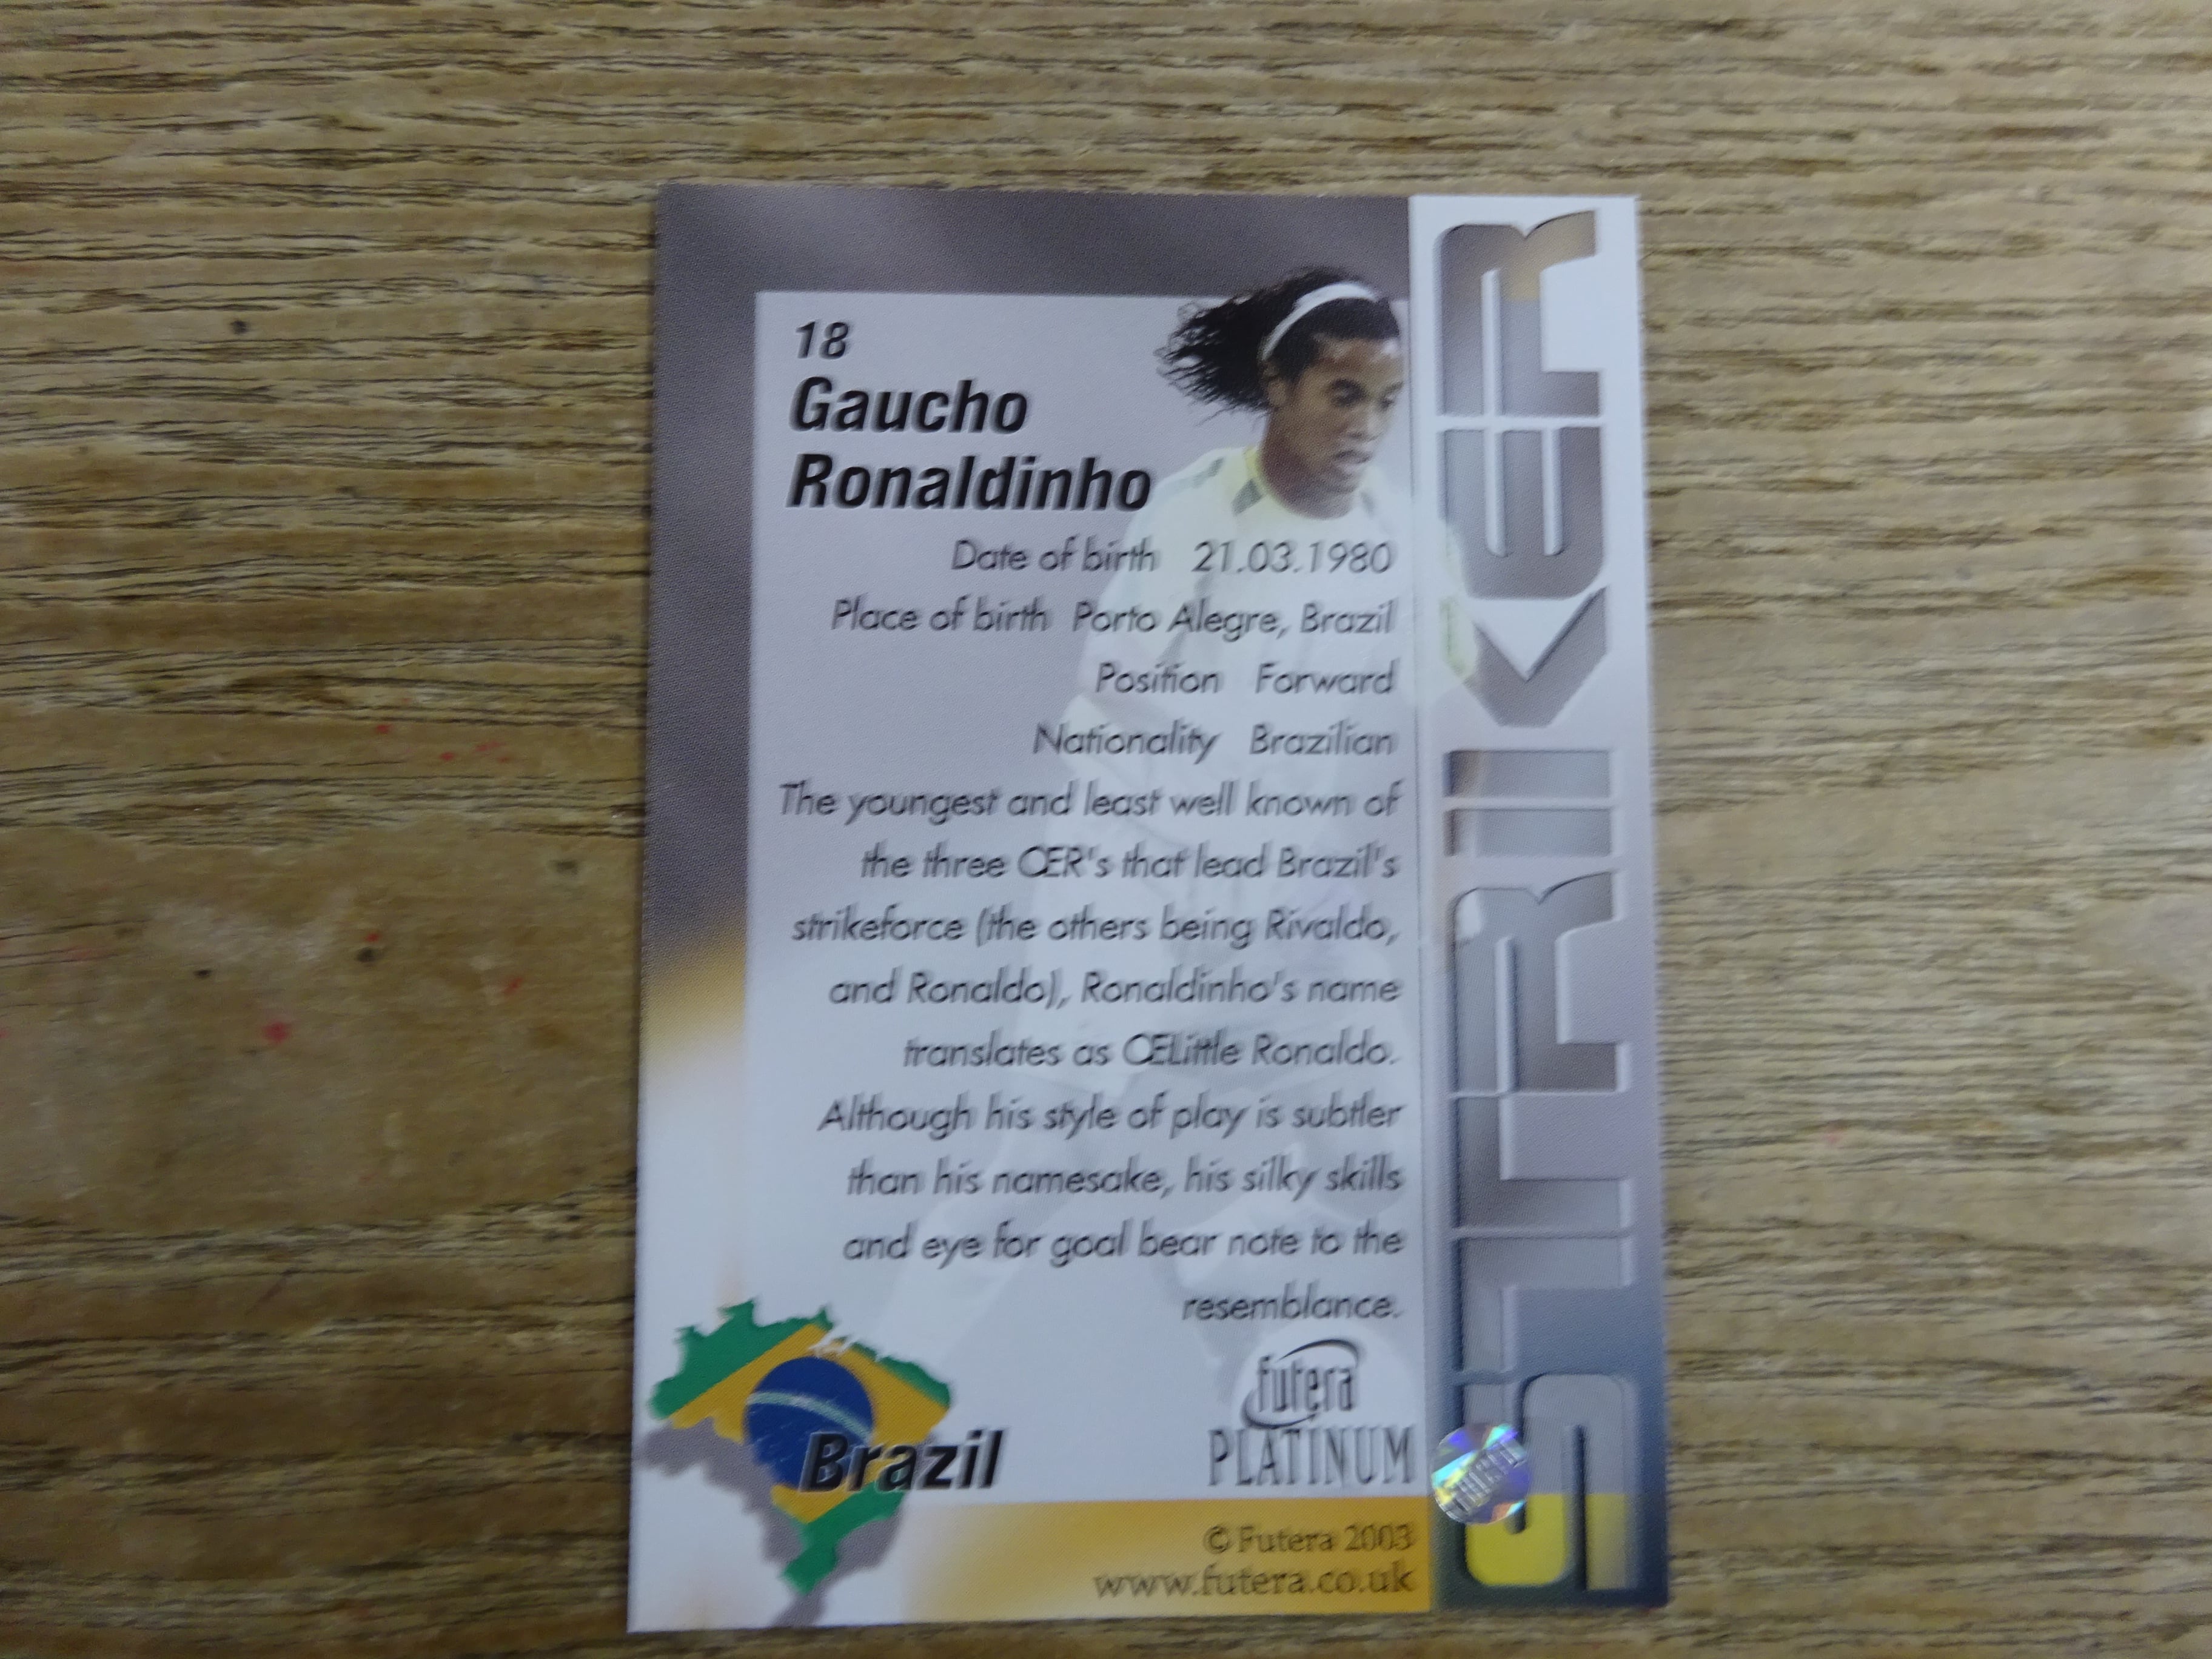 18
Gaucho
Ronaldinho
Date of birth 21.03.1980
Place of birth Porto Alegre, Brazil
Position Forward
Nationality Brazilian
The youngest and least well known of
the three ŒR's that lead Brazil's
strikeforce (the others being Rivaldo,
and Ronaldo), Ronaldinho's name
translates as ŒLittle Ronaldo.
Although his style of play is subtler
than his namesake, his silky skills
and eye for goal bear note to the
resemblance.
Brazil
futera
PLATINUM
© Futera 2003
www.futera.co.uk
STRIKER